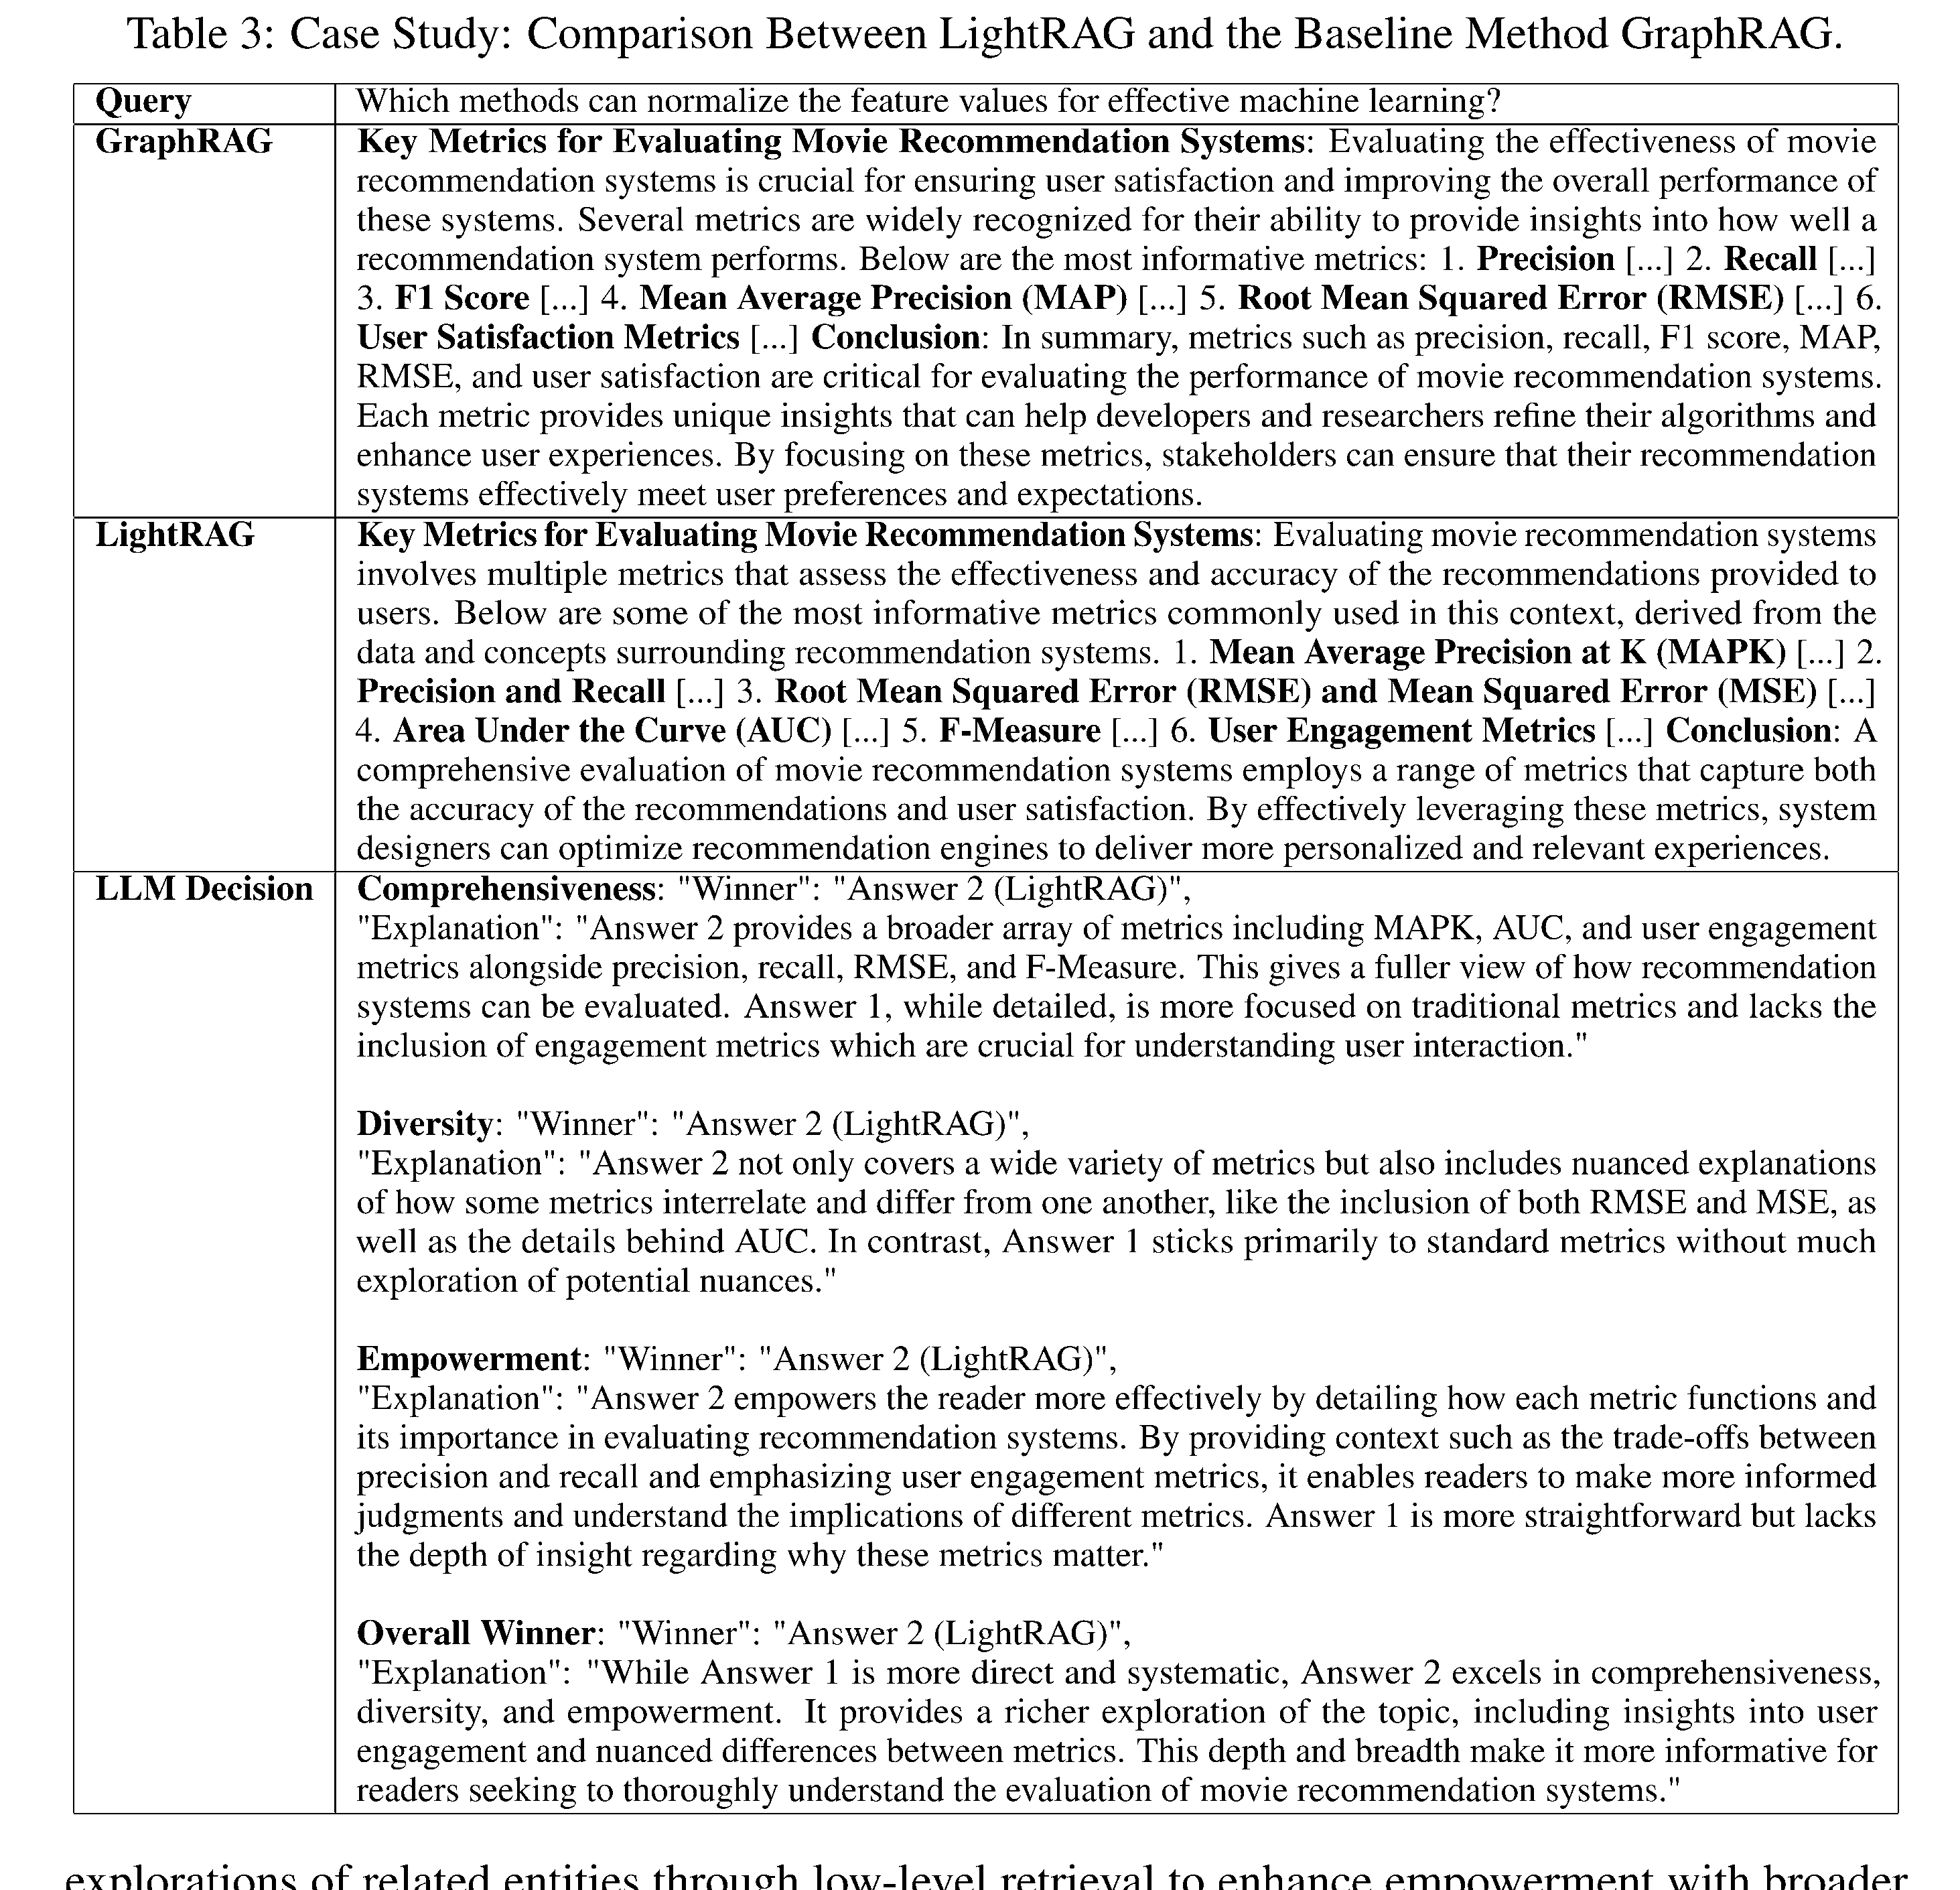 Table 3: Case Study: Comparison Between LightRAG and the Baseline Method GraphRAG.
Query Which methods can normalize the feature values for effective machine learning?
GraphRAG Key Metrics for Evaluating Movie Recommendation Systems: Evaluating the effectiveness of movie
recommendation systems is crucial for ensuring user satisfaction and improving the overall performance of
these systems. Several metrics are widely recognized for their ability to provide insights into how well a
recommendation system performs. Below are the most informative metrics: 1. Precision [...] 2. Recall [...]
3. F1 Score [...] 4. Mean Average Precision (MAP) [...] 5. Root Mean Squared Error (RMSE) [...] 6.
User Satisfaction Metrics [...] Conclusion: In summary, metrics such as precision, recall, F1 score, MAP,
RMSE, and user satisfaction are critical for evaluating the performance of movie recommendation systems.
Each metric provides unique insights that can help developers and researchers refine their algorithms and
enhance user experiences. By focusing on these metrics, stakeholders can ensure that their recommendation
systems effectively meet user preferences and expectations.
LightRAG Key Metrics for Evaluating Movie Recommendation Systems: Evaluating movie recommendation systems
involves multiple metrics that assess the effectiveness and accuracy of the recommendations provided to
users. Below are some of the most informative metrics commonly used in this context, derived from the
data and concepts surrounding recommendation systems. 1. Mean Average Precision at K (MAPK) [...] 2.
Precision and Recall [...] 3. Root Mean Squared Error (RMSE) and Mean Squared Error (MSE) [...]
4. Area Under the Curve (AUC) [...] 5. F-Measure [...] 6. User Engagement Metrics [...] Conclusion: A
comprehensive evaluation of movie recommendation systems employs a range of metrics that capture both
the accuracy of the recommendations and user satisfaction. By effectively leveraging these metrics, system
designers can optimize recommendation engines to deliver more personalized and relevant experiences.
LLM Decision Comprehensiveness: "Winner": "Answer 2 (LightRAG)",
"Explanation": "Answer 2 provides a broader array of metrics including MAPK, AUC, and user engagement
metrics alongside precision, recall, RMSE, and F-Measure. This gives a fuller view of how recommendation
systems can be evaluated. Answer 1, while detailed, is more focused on traditional metrics and lacks the
inclusion of engagement metrics which are crucial for understanding user interaction."
Diversity: "Winner": "Answer 2 (LightRAG)",
"Explanation": "Answer 2 not only covers a wide variety of metrics but also includes nuanced explanations
of how some metrics interrelate and differ from one another, like the inclusion of both RMSE and MSE, as
well as the details behind AUC. In contrast, Answer 1 sticks primarily to standard metrics without much
exploration of potential nuances."
Empowerment: "Winner": "Answer 2 (LightRAG)",
"Explanation": "Answer 2 empowers the reader more effectively by detailing how each metric functions and
its importance in evaluating recommendation systems. By providing context such as the trade-offs between
precision and recall and emphasizing user engagement metrics, it enables readers to make more informed
judgments and understand the implications of different metrics. Answer 1 is more straightforward but lacks
the depth of insight regarding why these metrics matter."
Overall Winner: "Winner": "Answer 2 (LightRAG)",
"Explanation": "While Answer 1 is more direct and systematic, Answer 2 excels in comprehensiveness,
diversity, and empowerment. It provides a richer exploration of the topic, including insights into user
engagement and nuanced differences between metrics. This depth and breadth make it more informative for
readers seeking to thoroughly understand the evaluation of movie recommendation systems."
explorations of related entities through low-level retrieval to enhance empowerment with broader